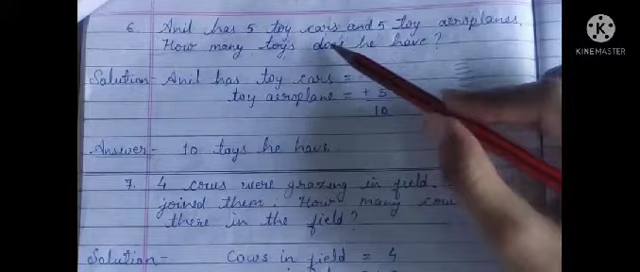 6. Anil has 5 toy cars and 5 toy aeroplanes.
How many toys does he have?
Solution - Anil has toy cars =
toy aeroplane = + 5
10
Answer - 10 toys he have
7. 4 cows were grazing in field.
joined them. How many cow
there in the field?
Solution - Cows in field = 4
KINEMASTER